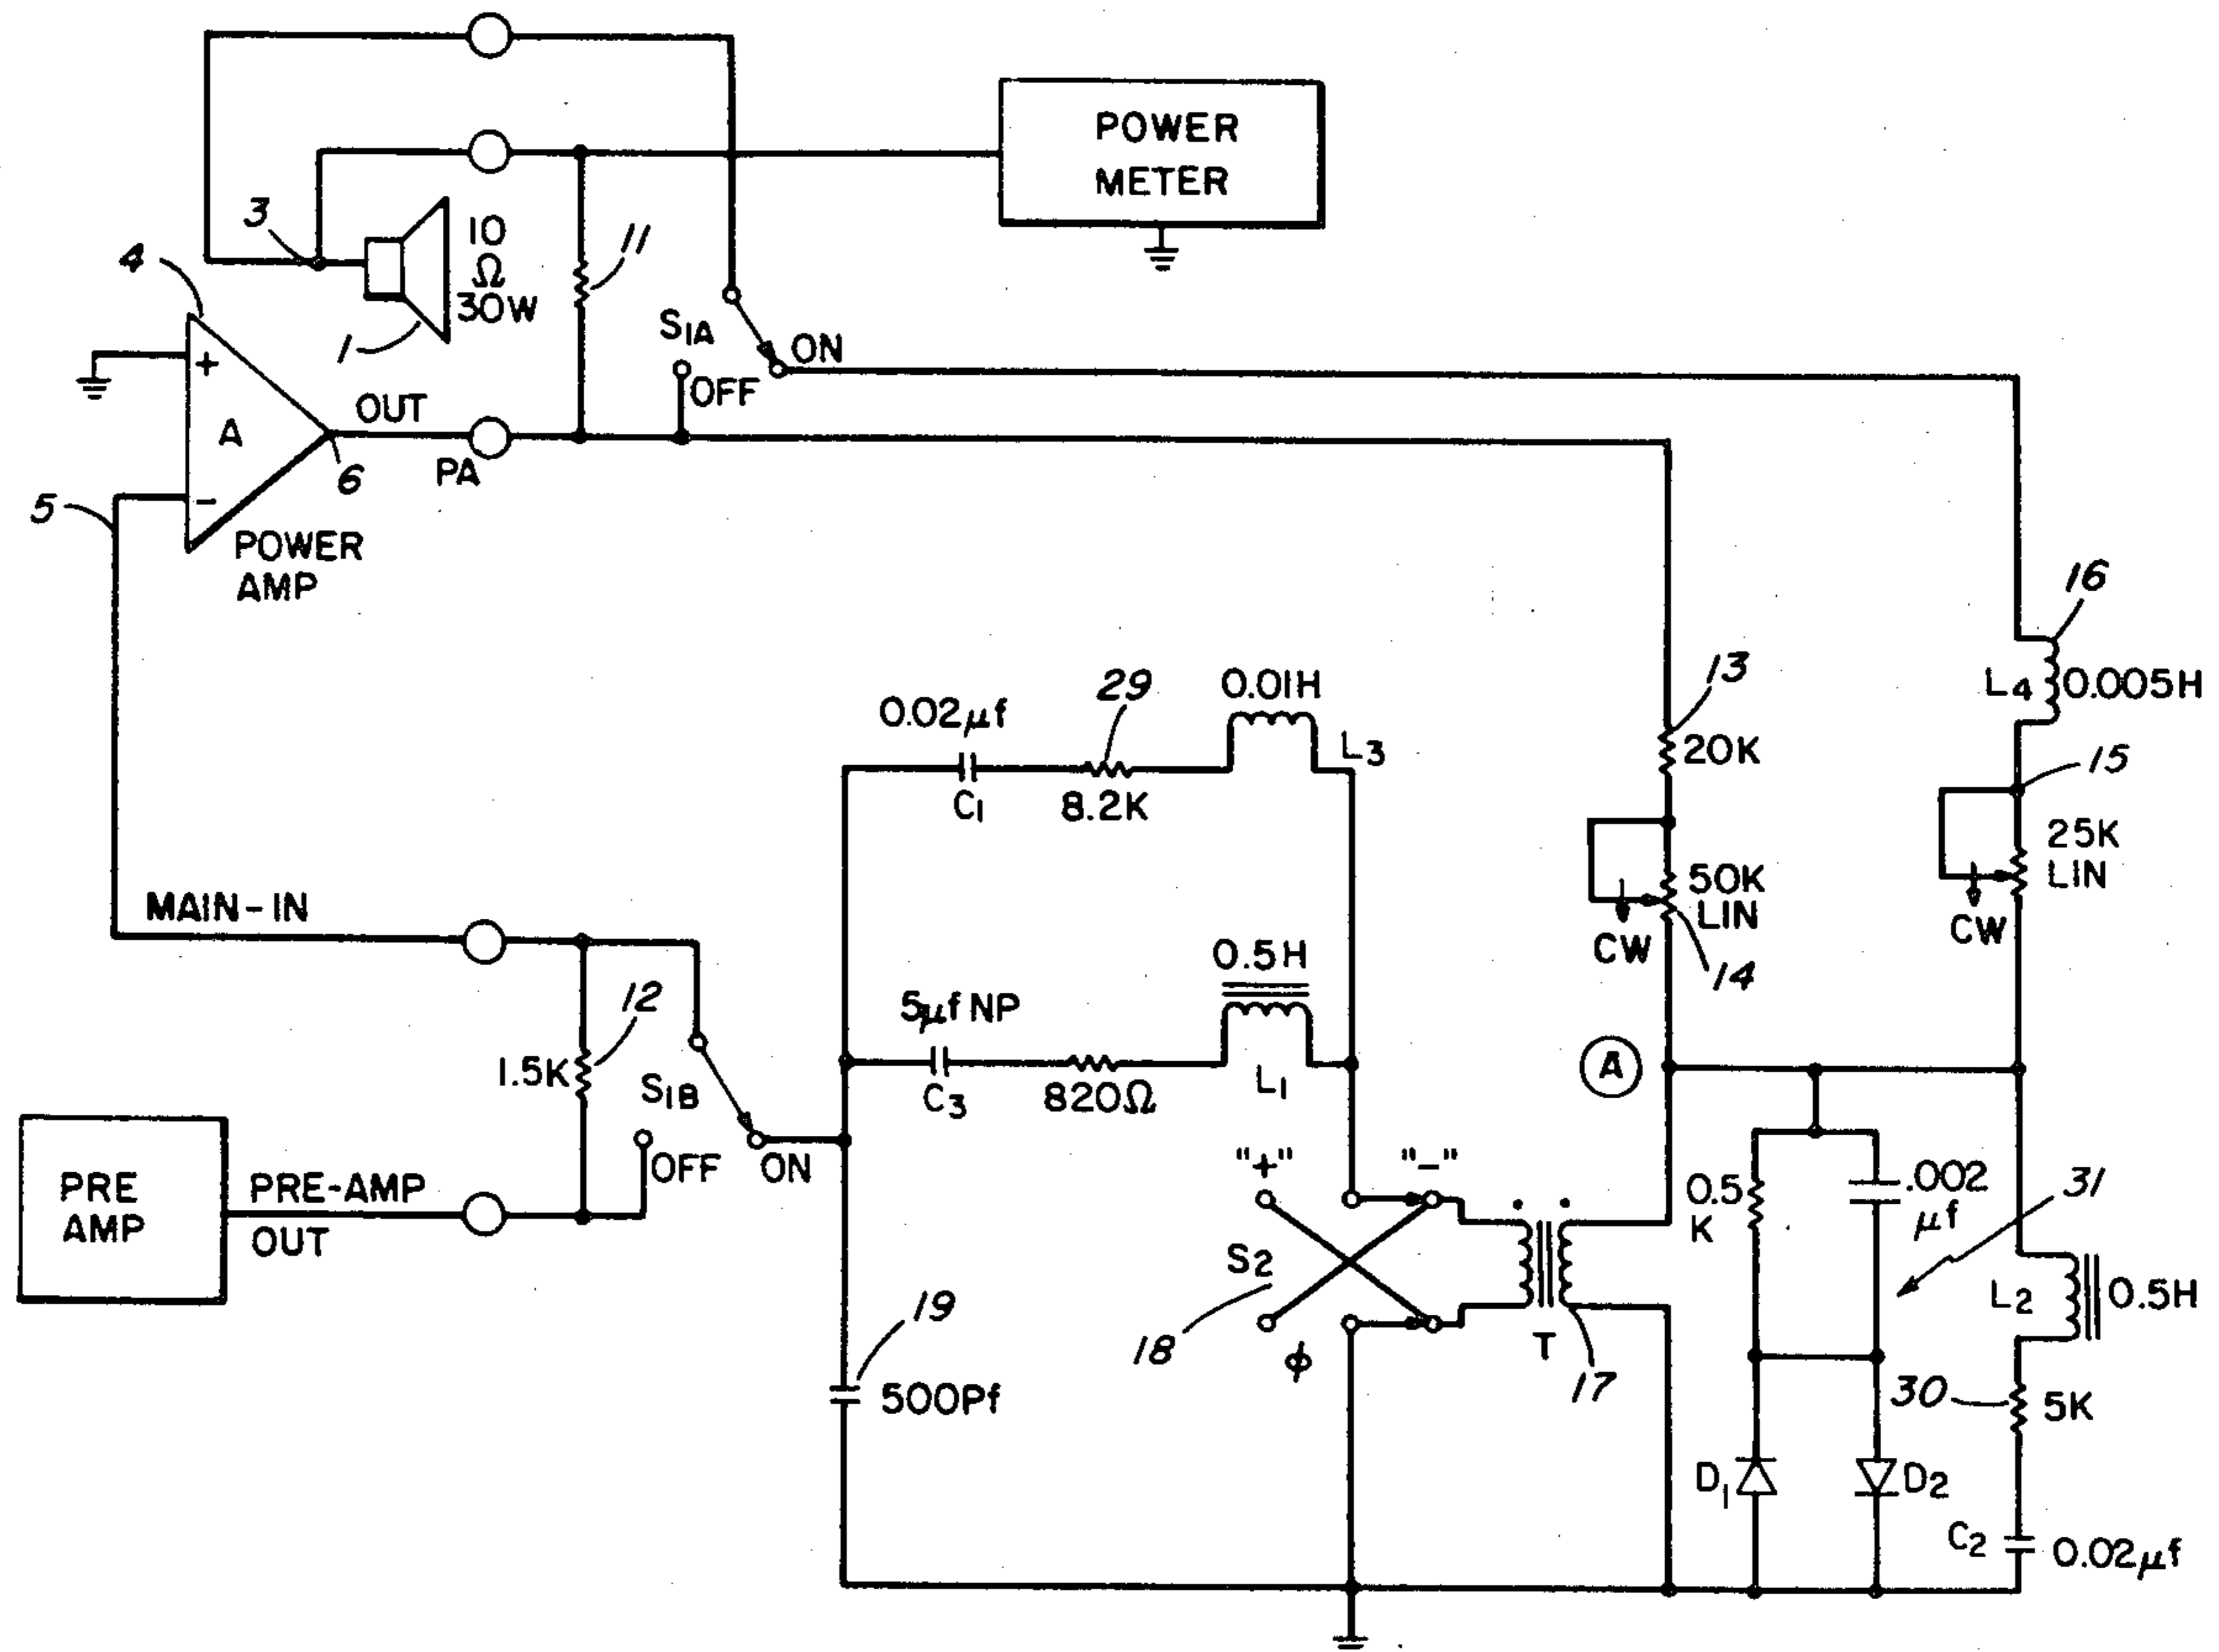 POWER
METER
3
4
10
Ω
30W
11
1
S1A
ON
OFF
+
A
-
OUT
6
PA
5
POWER
AMP
16
L4
0.005H
13
20K
15
25K
LIN
CW
50K
LIN
CW
14
0.02μf
29
0.01H
L3
C1
8.2K
MAIN-IN
12
1.5K
S1B
OFF
ON
5μf NP
0.5H
C3
820Ω
L1
A
PRE
AMP
PRE-AMP
OUT
"+"
"-"
S2
18
φ
T
17
0.5
K
.002
μf
31
L2
0.5H
19
500Pf
30
5K
D1
D2
C2
0.02μf